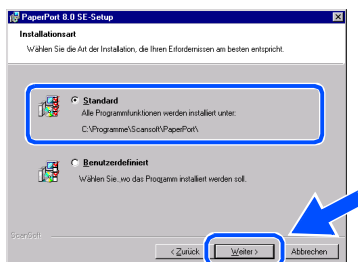 PaperPort 8.0 SE-Setup
Installationsart
Wählen Sie die Art der Installation, die Ihren Erfordernissen am besten entspricht.
Standard
Alle Programmfunktionen werden installiert unter:
C:\Programme\Scansoft\PaperPort\
Benutzerdefiniert
Wählen Sie, wo das Programm installiert werden soll.
ScanSoft
< Zurück Weiter > Abbrechen